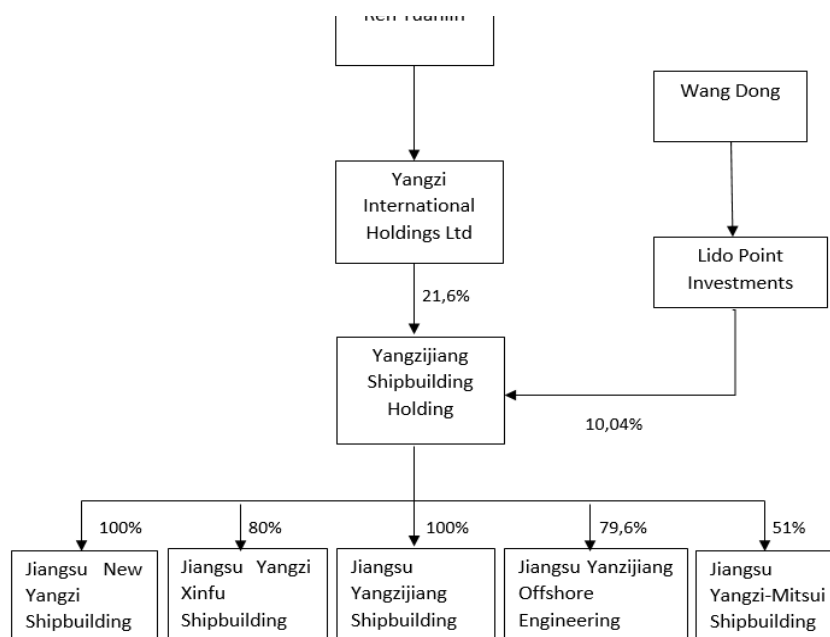 Ren Yuanlin
Wang Dong
Yangzi
International
Holdings Ltd
Lido Point
Investments
21,6%
Yangzijiang
Shipbuilding
Holding
10,04%
100%
80%
100%
79,6%
51%
Jiangsu New
Yangzi
Shipbuilding
Jiangsu Yangzi
Xinfu
Shipbuilding
Jiangsu
Yangzijiang
Shipbuilding
Jiangsu Yanzijiang
Offshore
Engineering
Jiangsu
Yangzi-Mitsui
Shipbuilding